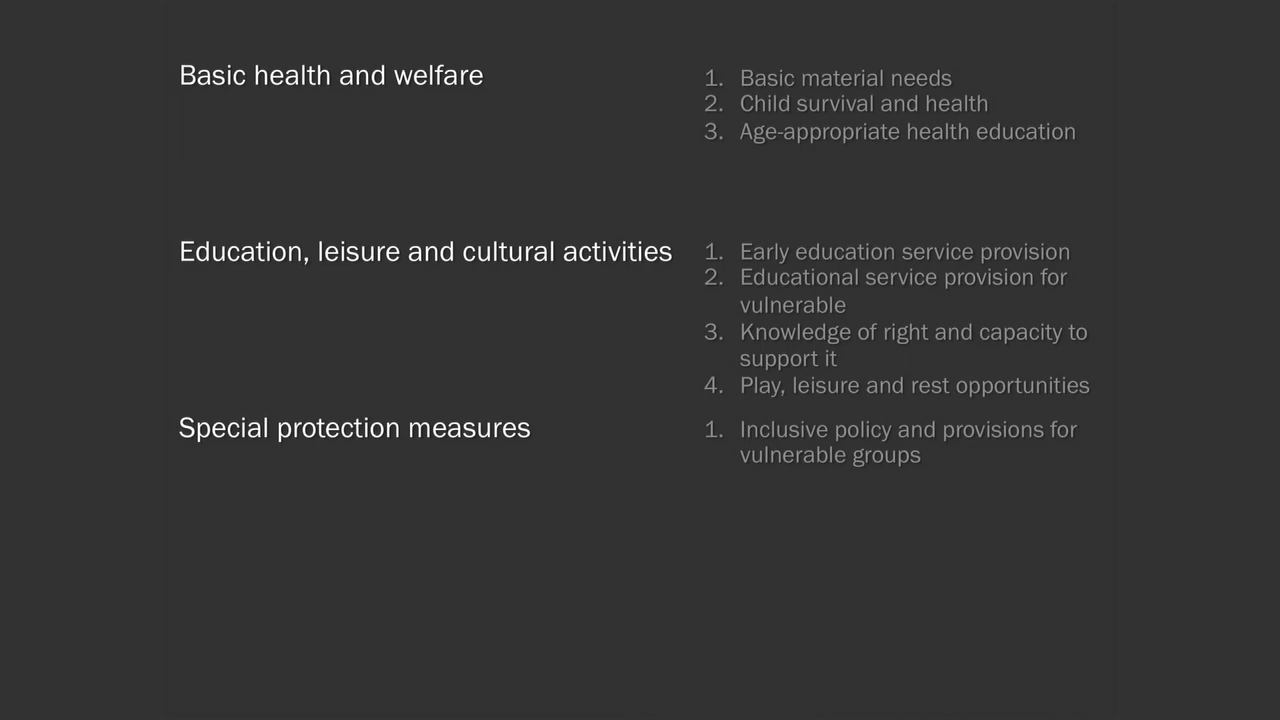 Basic health and welfare
1. Basic material needs
2. Child survival and health
3. Age-appropriate health education
Education, leisure and cultural activities
1. Early education service provision
2. Educational service provision for
vulnerable
3. Knowledge of right and capacity to
support it
4. Play, leisure and rest opportunities
Special protection measures
1. Inclusive policy and provisions for
vulnerable groups